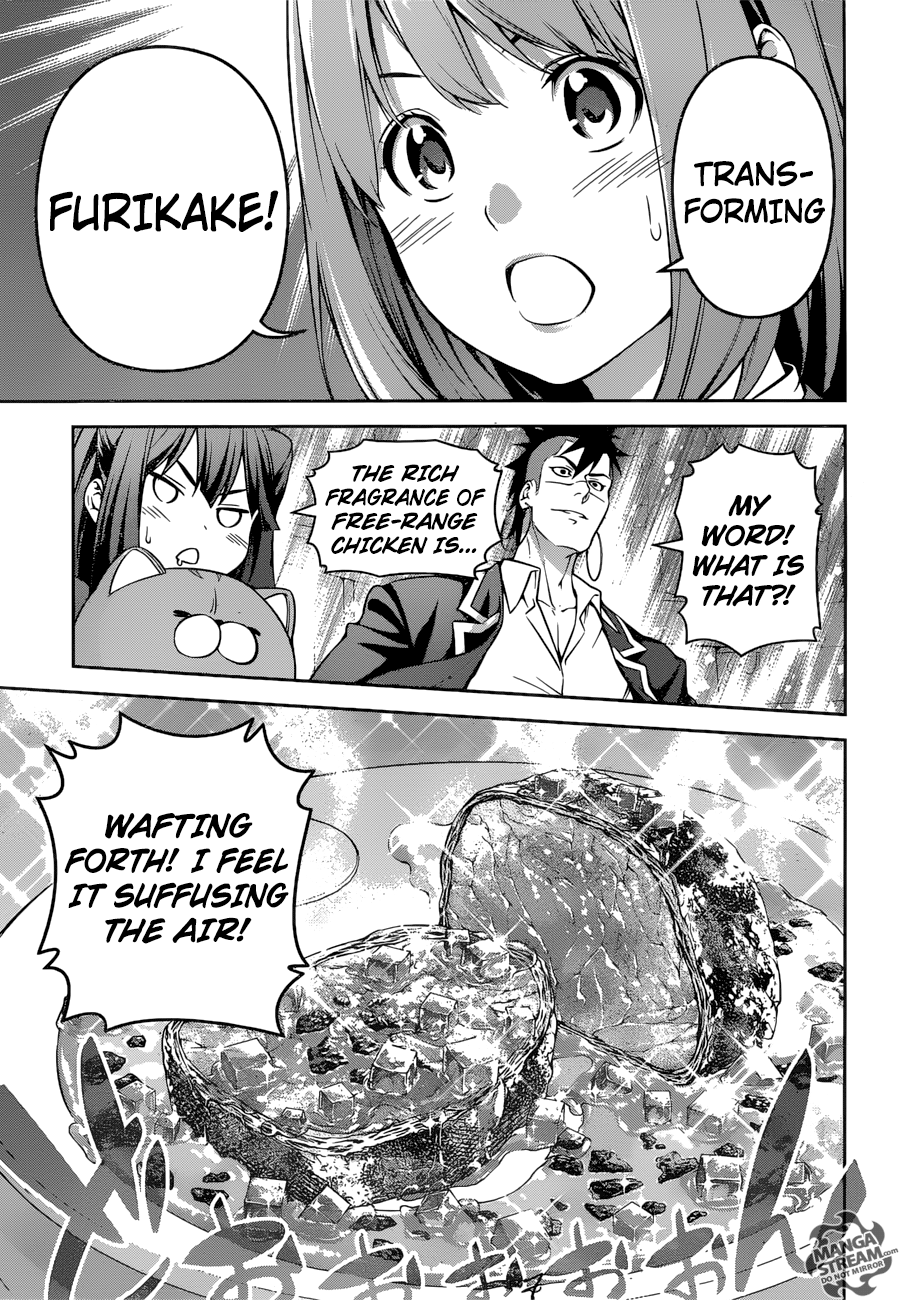 TRANS-
FORMING
FURIKAKE!
MY
WORD!
WHAT IS
THAT?!
THE RICH
FRAGRANCE OF
FREE-RANGE
CHICKEN IS...
WAFTING
FORTH! I FEEL
IT SUFFUSING
THE AIR!
MANGA
STREAM.com
DO NOT MIRROR